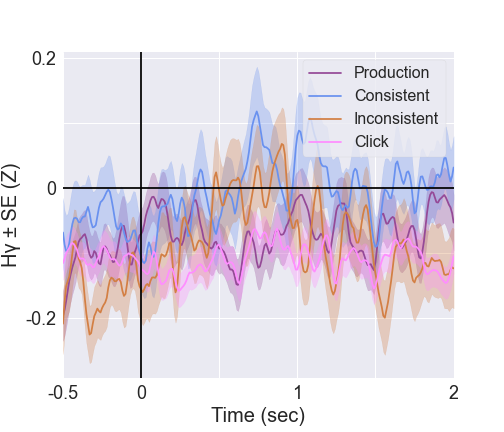 0.2
Production
Consistent
Inconsistent
Click
Hγ ± SE (Z)
0
-0.2
-0.5
0
1
2
Time (sec)